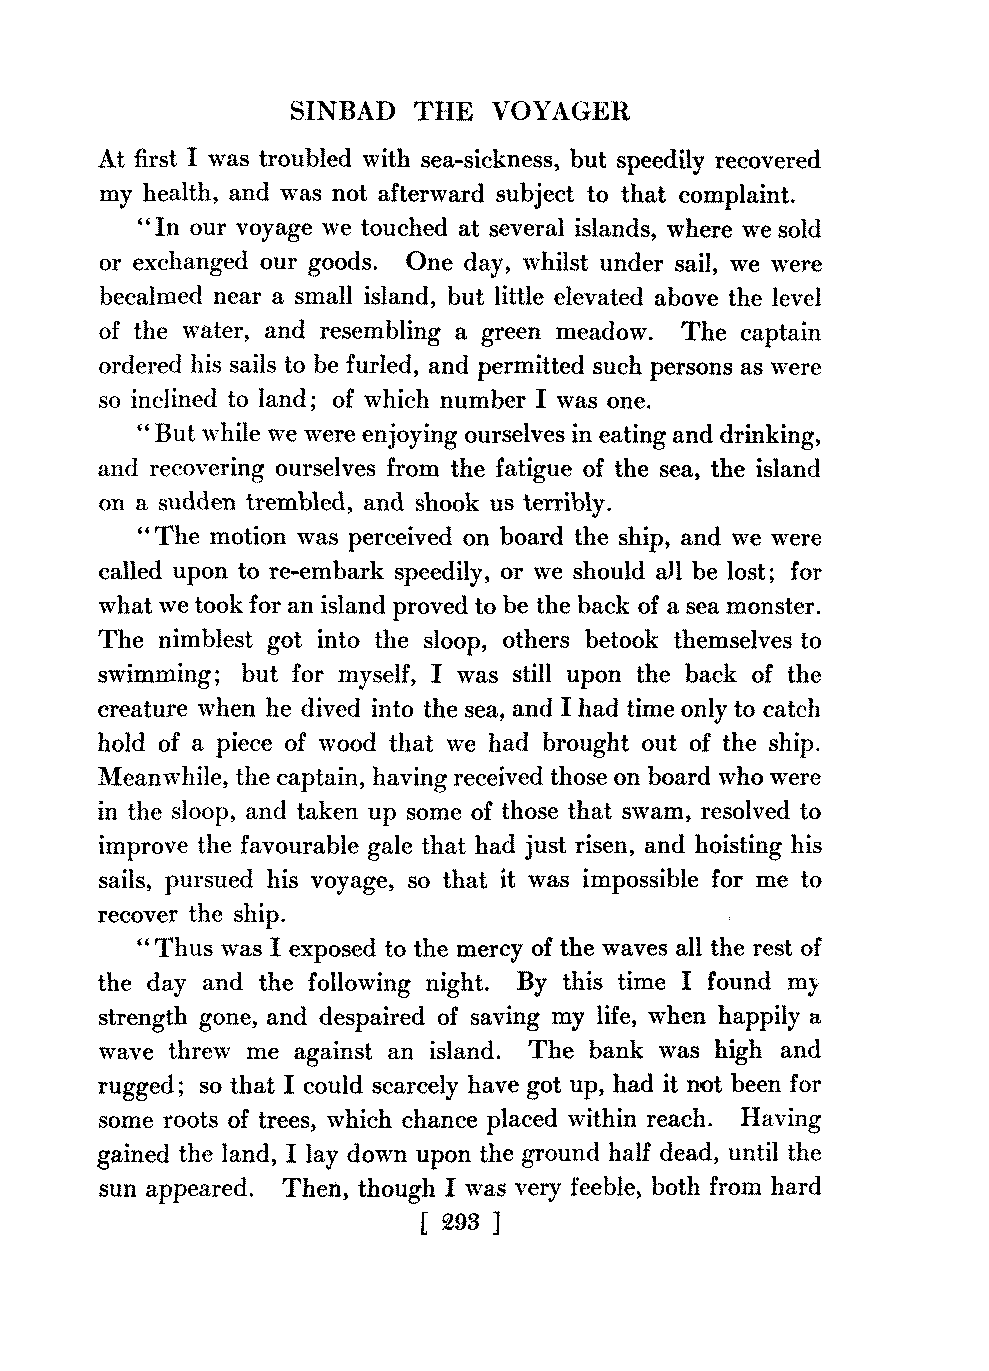 SINBAD THE VOYAGER
At first I was troubled with sea-sickness, but speedily recovered
my health, and was not afterward subject to that complaint.
“In our voyage we touched at several islands, where we sold
or exchanged our goods. One day, whilst under sail, we were
becalmed near a small island, but little elevated above the level
of the water, and resembling a green meadow. The captain
ordered his sails to be furled, and permitted such persons as were
so inclined to land; of which number I was one.
“But while we were enjoying ourselves in eating and drinking,
and recovering ourselves from the fatigue of the sea, the island
on a sudden trembled, and shook us terribly.
“The motion was perceived on board the ship, and we were
called upon to re-embark speedily, or we should all be lost; for
what we took for an island proved to be the back of a sea monster.
The nimblest got into the sloop, others betook themselves to
swimming; but for myself, I was still upon the back of the
creature when he dived into the sea, and I had time only to catch
hold of a piece of wood that we had brought out of the ship.
Meanwhile, the captain, having received those on board who were
in the sloop, and taken up some of those that swam, resolved to
improve the favourable gale that had just risen, and hoisting his
sails, pursued his voyage, so that it was impossible for me to
recover the ship.
“Thus was I exposed to the mercy of the waves all the rest of
the day and the following night. By this time I found my
strength gone, and despaired of saving my life, when happily a
wave threw me against an island. The bank was high and
rugged; so that I could scarcely have got up, had it not been for
some roots of trees, which chance placed within reach. Having
gained the land, I lay down upon the ground half dead, until the
sun appeared. Then, though I was very feeble, both from hard
[ 293 ]